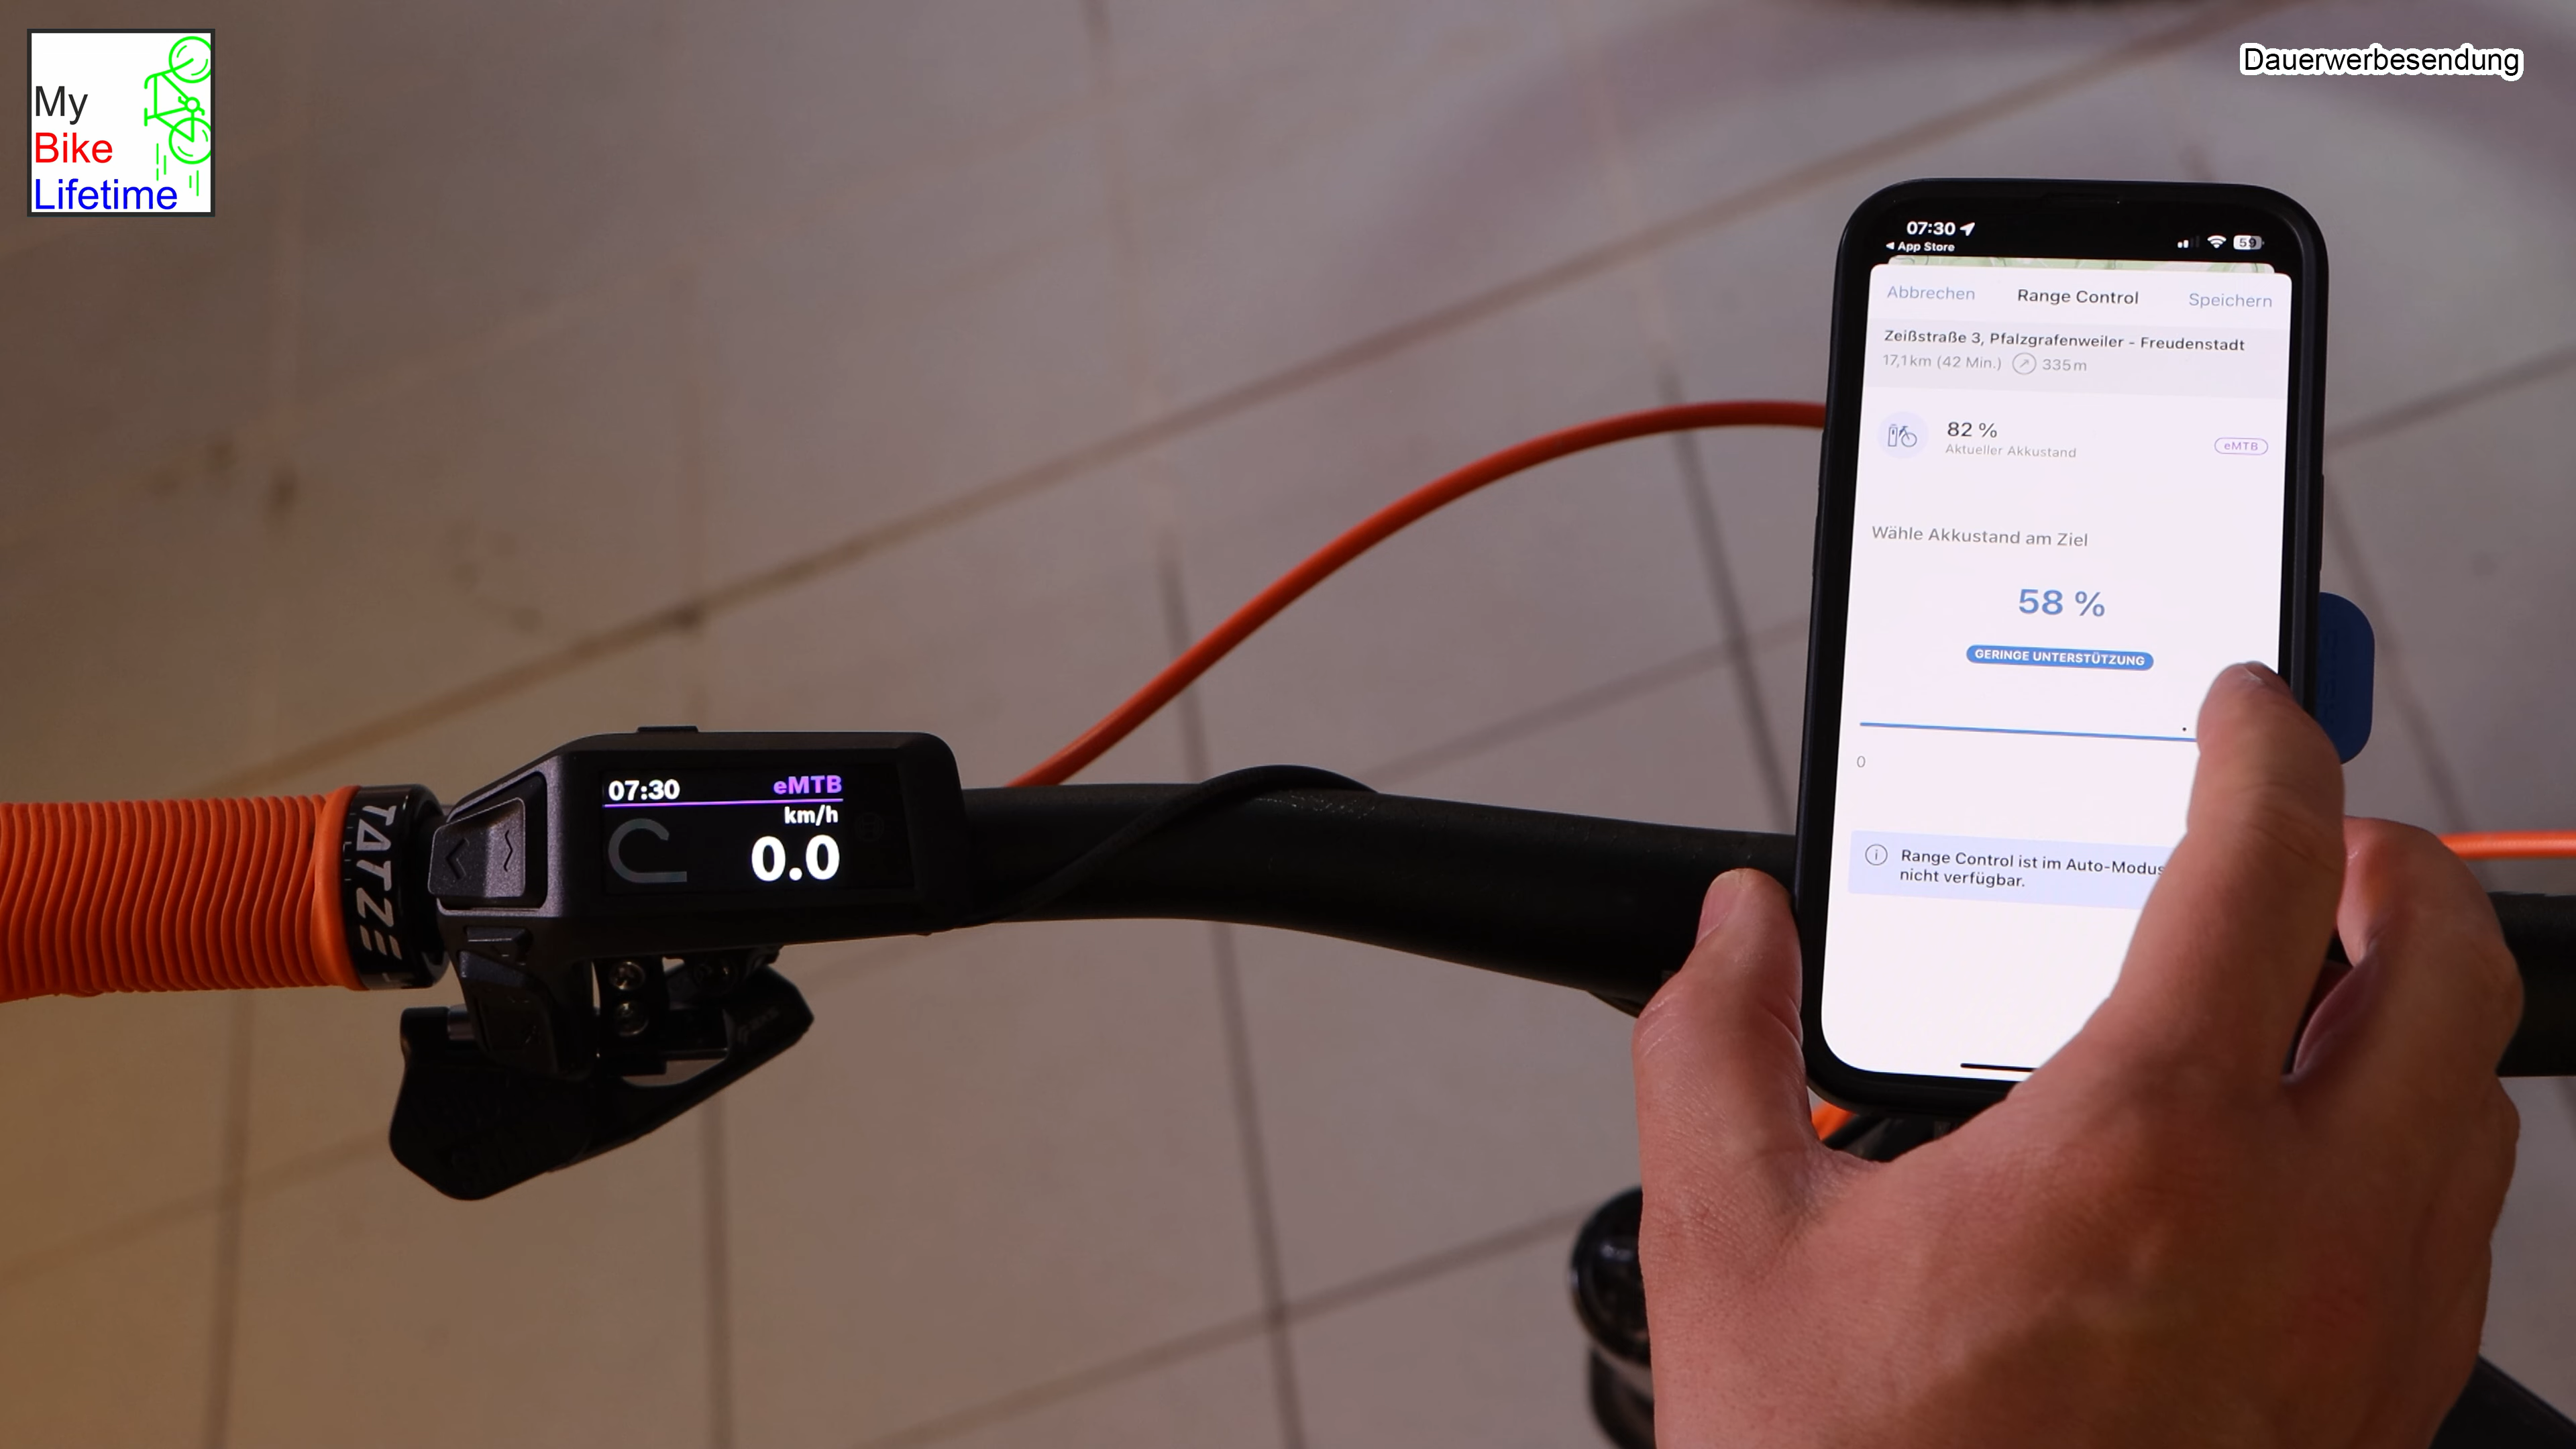 My
Bike
Lifetime
Dauerwerbesendung
07:30
App Store
59
Abbrechen Range Control Speichern
Zeißstraße 3, Pfalzgrafenweiler - Freudenstadt
17,1 km (42 Min.) 335 m
82 %
Aktueller Akkustand
eMTB
Wähle Akkustand am Ziel
58 %
GERINGE UNTERSTÜTZUNG
0
Range Control ist im Auto-Modus
nicht verfügbar.
07:30 eMTB
km/h
0.0
TATZE